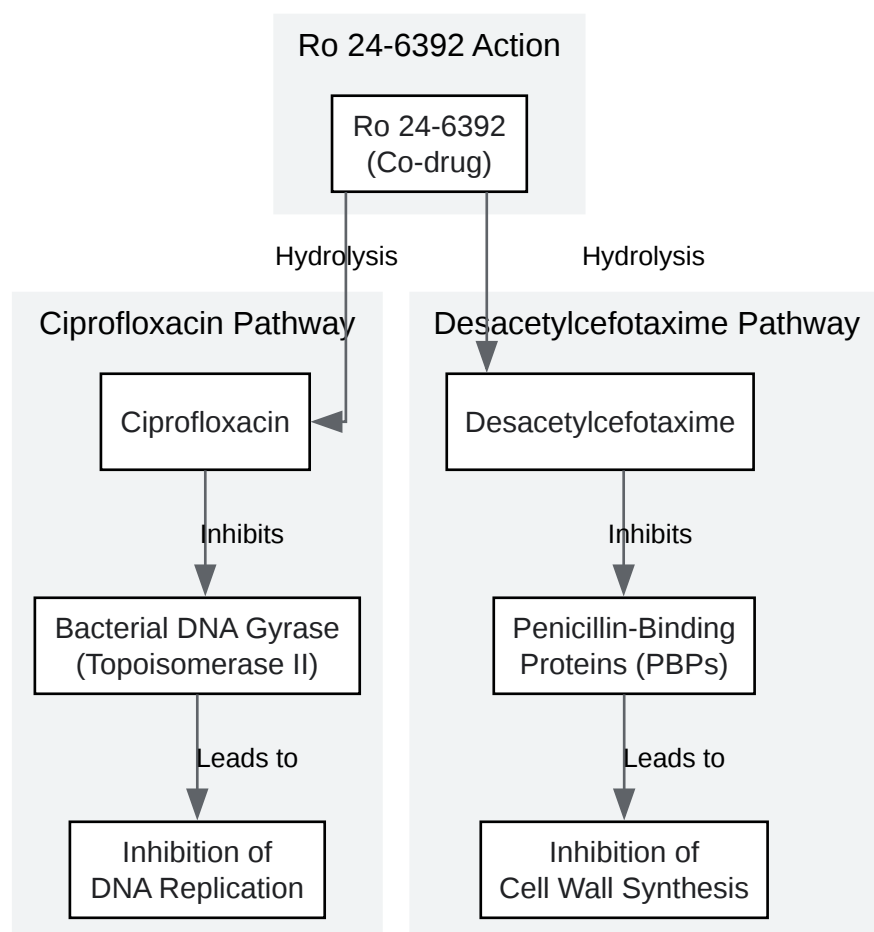 Ro 24-6392 Action
Ro 24-6392
(Co-drug)
Hydrolysis
Hydrolysis
Ciprofloxacin Pathway
Desacetylcefotaxime Pathway
Ciprofloxacin
Desacetylcefotaxime
Inhibits
Inhibits
Bacterial DNA Gyrase
(Topoisomerase II)
Penicillin-Binding
Proteins (PBPs)
Leads to
Leads to
Inhibition of
DNA Replication
Inhibition of
Cell Wall Synthesis